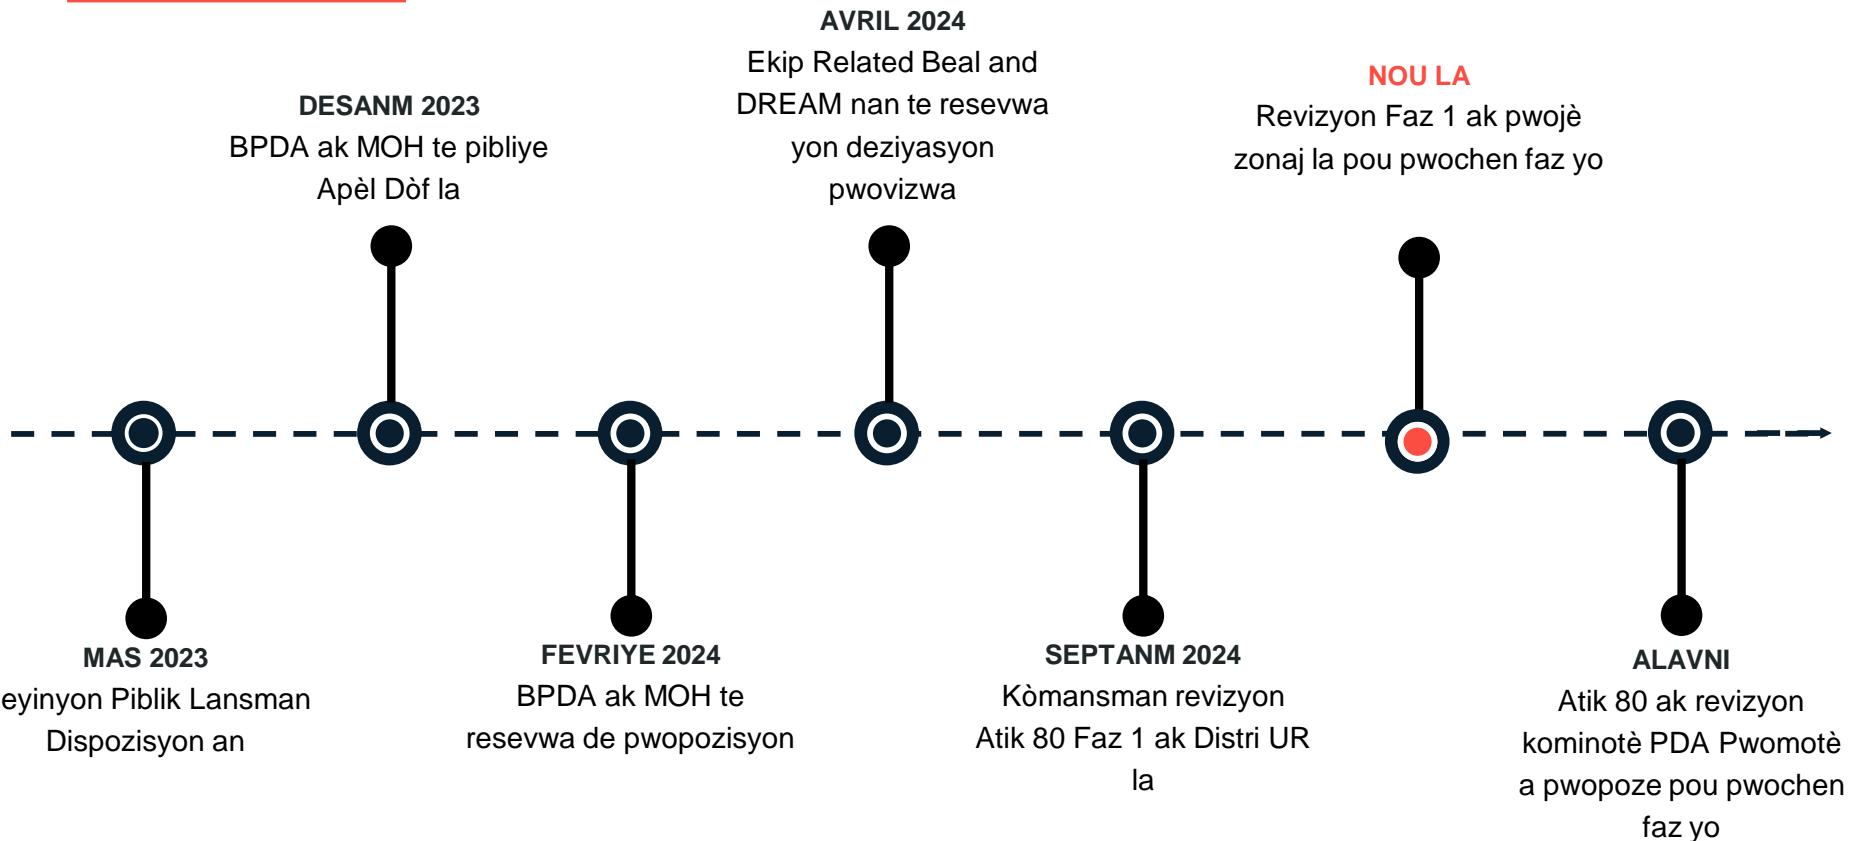 MAS 2023
eyinyon Piblik Lansman
Dispozisyon an
DESANM 2023
BPDA ak MOH te pibliye
Apèl Dòf la
FEVRIYE 2024
BPDA ak MOH te
resevwa de pwopozisyon
AVRIL 2024
Ekip Related Beal and
DREAM nan te resevwa
yon deziyasyon
pwovizwa
SEPTANM 2024
Kòmansman revizyon
Atik 80 Faz 1 ak Distri UR
la
NOU LA
Revizyon Faz 1 ak pwojè
zonaj la pou pwochen faz yo
ALAVNI
Atik 80 ak revizyon
kominotè PDA Pwomotè
a pwopoze pou pwochen
faz yo